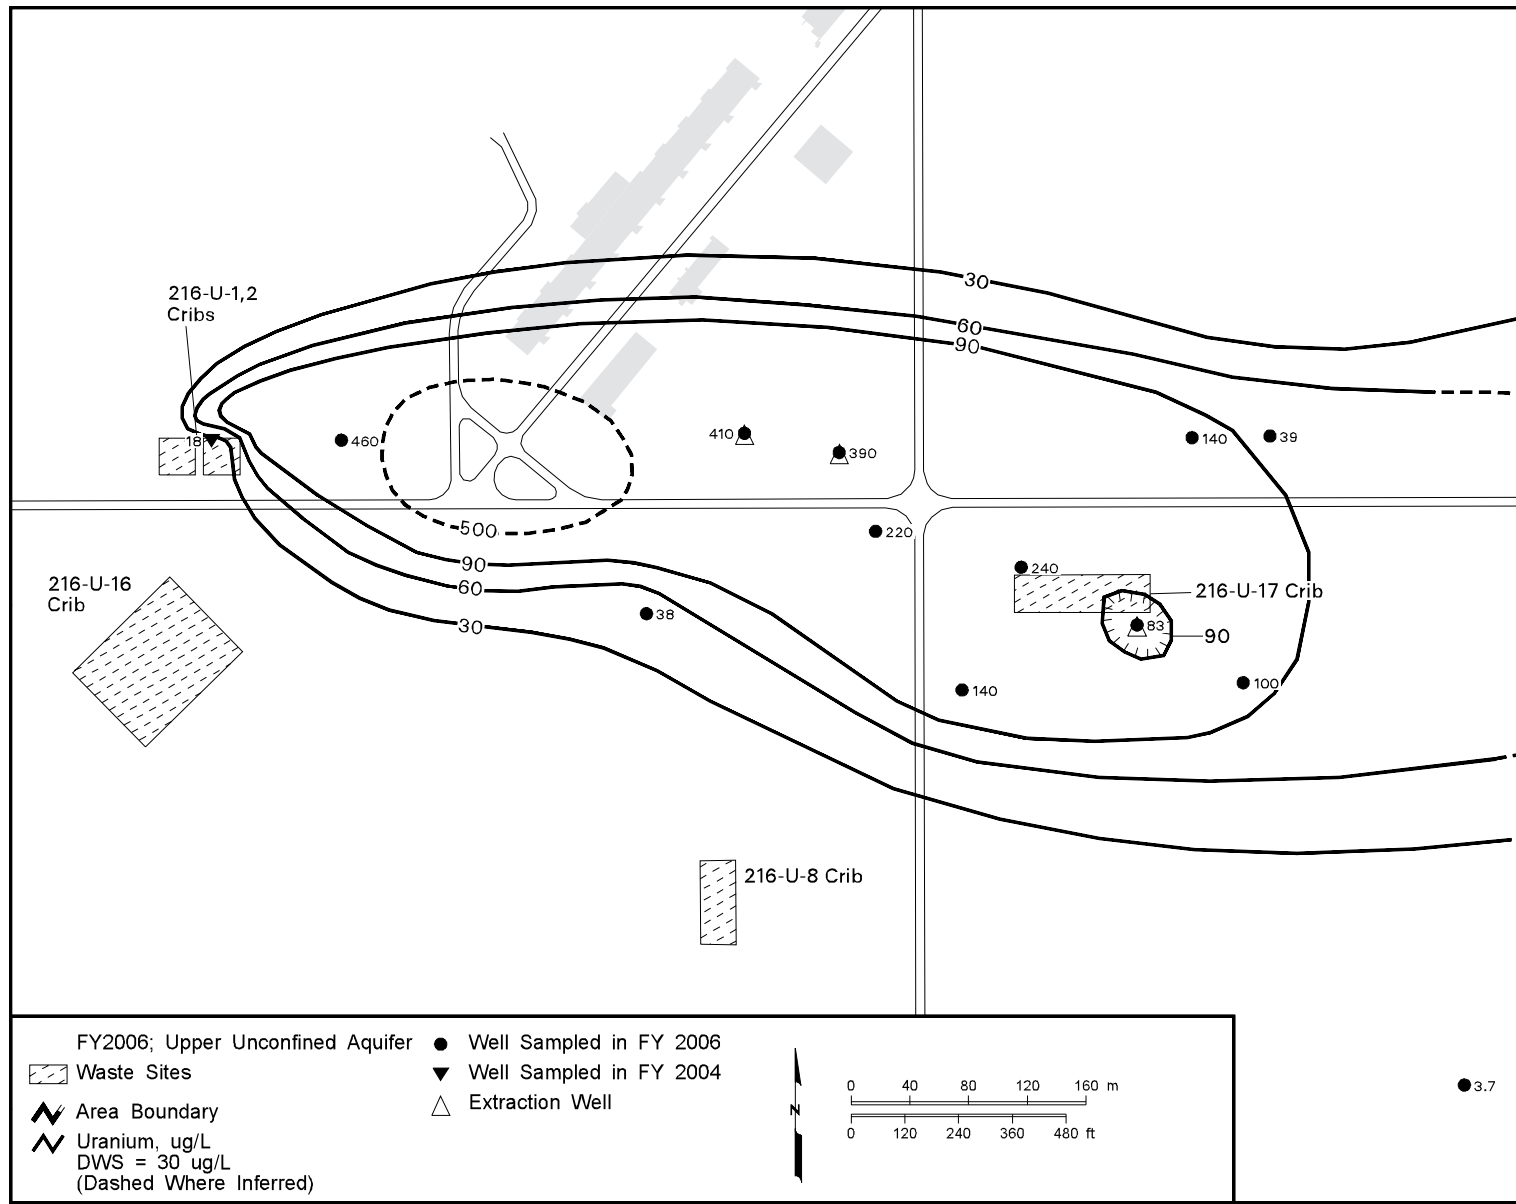 30
216-U-1,2
Cribs
60
90
18
460
410
390
140
39
500
220
90
240
216-U-16
Crib
60
216-U-17 Crib
38
30
83
90
100
140
216-U-8 Crib
FY2006; Upper Unconfined Aquifer
Waste Sites
Area Boundary
Uranium, ug/L
DWS = 30 ug/L
(Dashed Where Inferred)
Well Sampled in FY 2006
Well Sampled in FY 2004
Extraction Well
N
0 40 80 120 160 m
0 120 240 360 480 ft
3.7